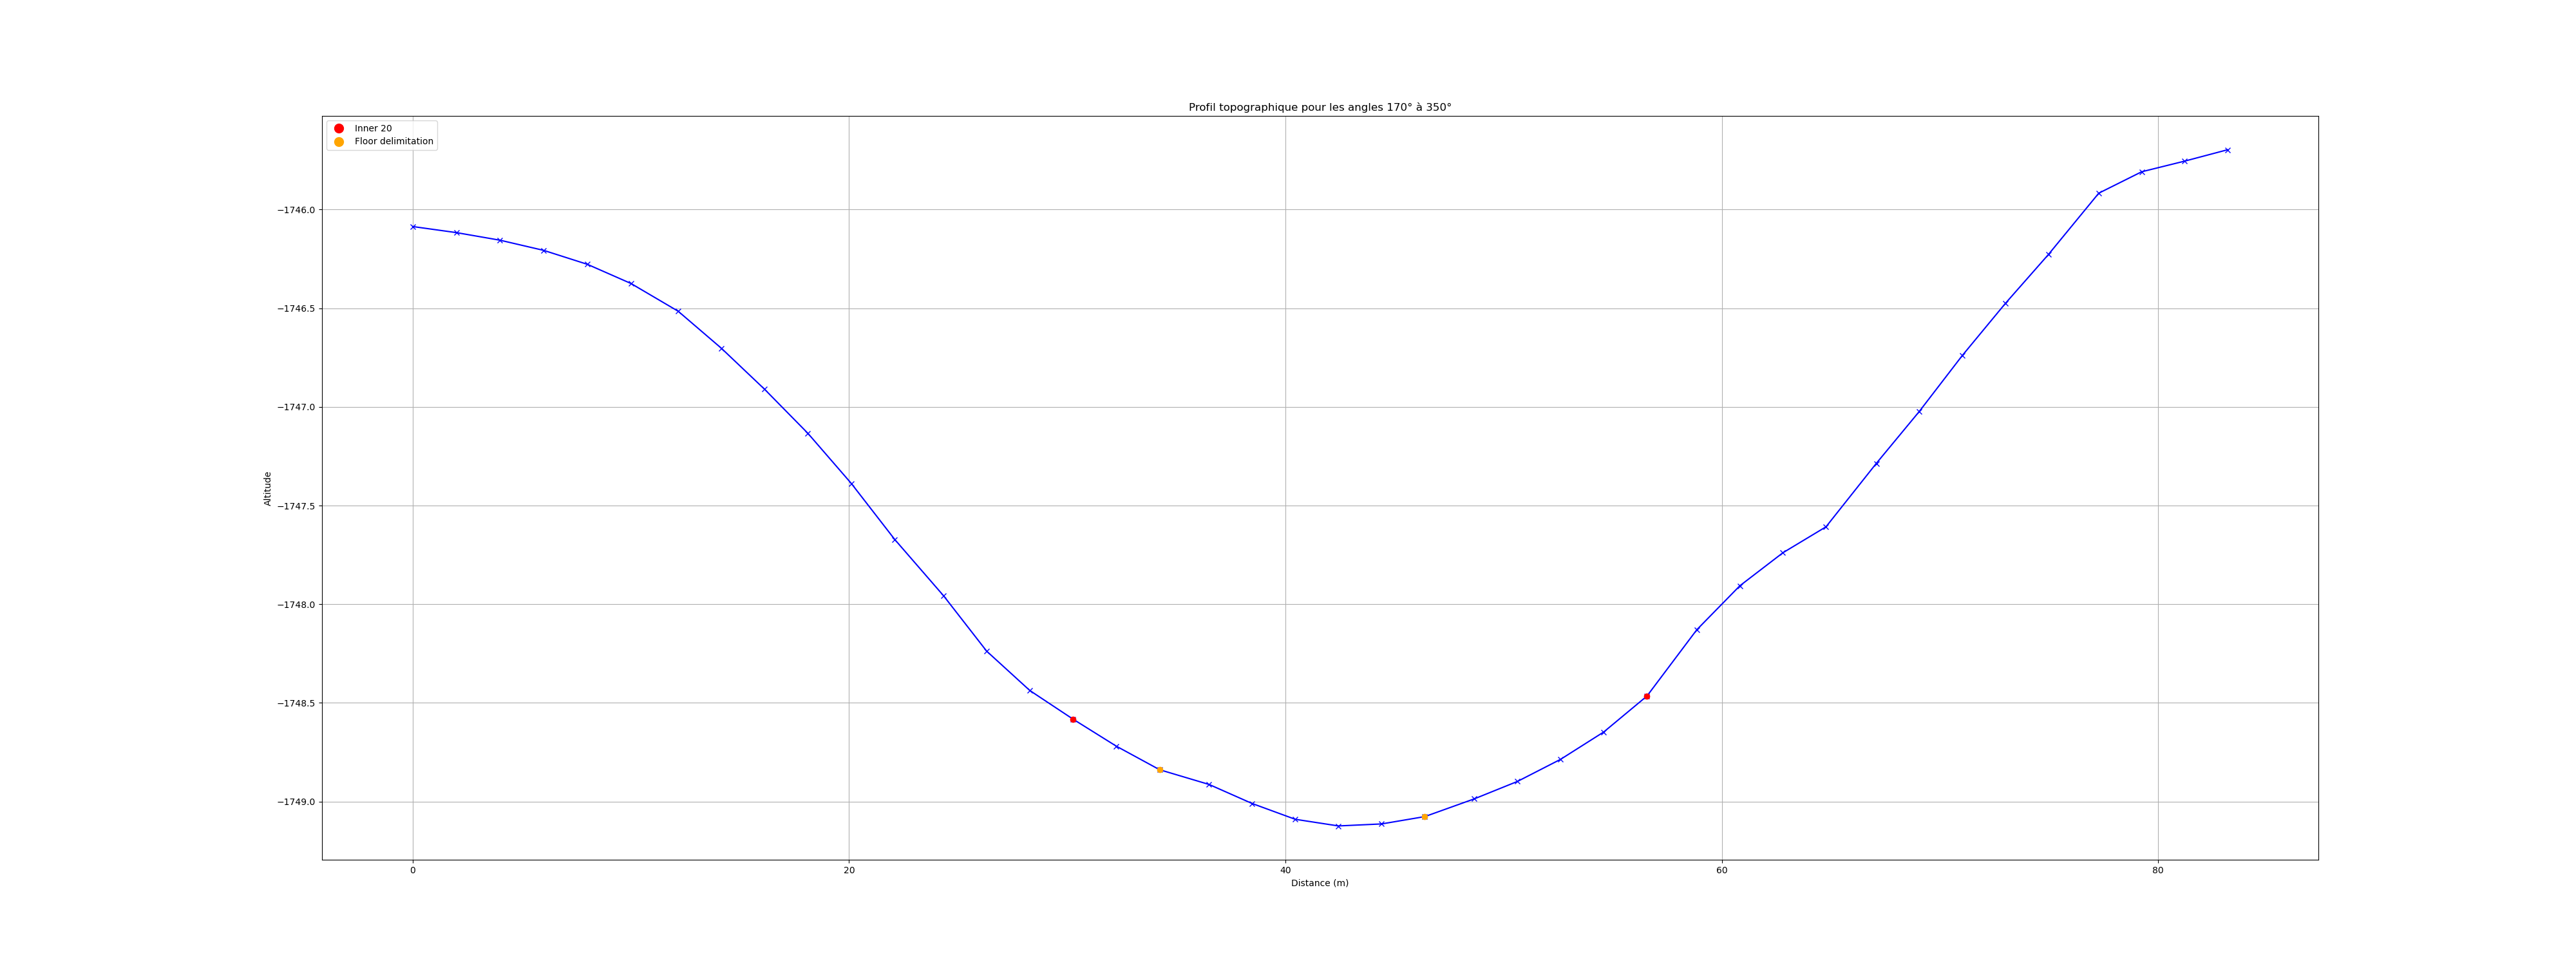 Profil topographique pour les angles 170° à 350°
Inner 20
Floor delimitation
−1746.0
−1746.5
−1747.0
−1747.5
−1748.0
−1748.5
−1749.0
Altitude
0 20 40 60 80
Distance (m)